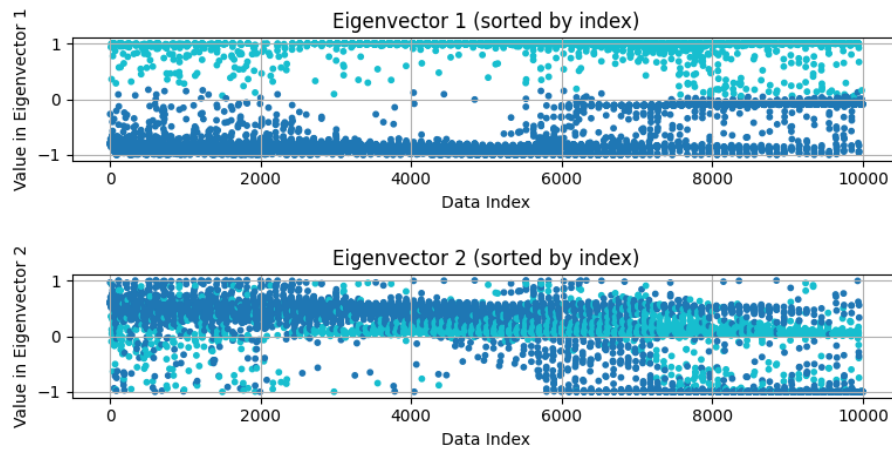 Eigenvector 1 (sorted by index)
Value in Eigenvector 1
1
0
−1
0 2000 4000 6000 8000 10000
Data Index
Eigenvector 2 (sorted by index)
Value in Eigenvector 2
1
0
−1
0 2000 4000 6000 8000 10000
Data Index